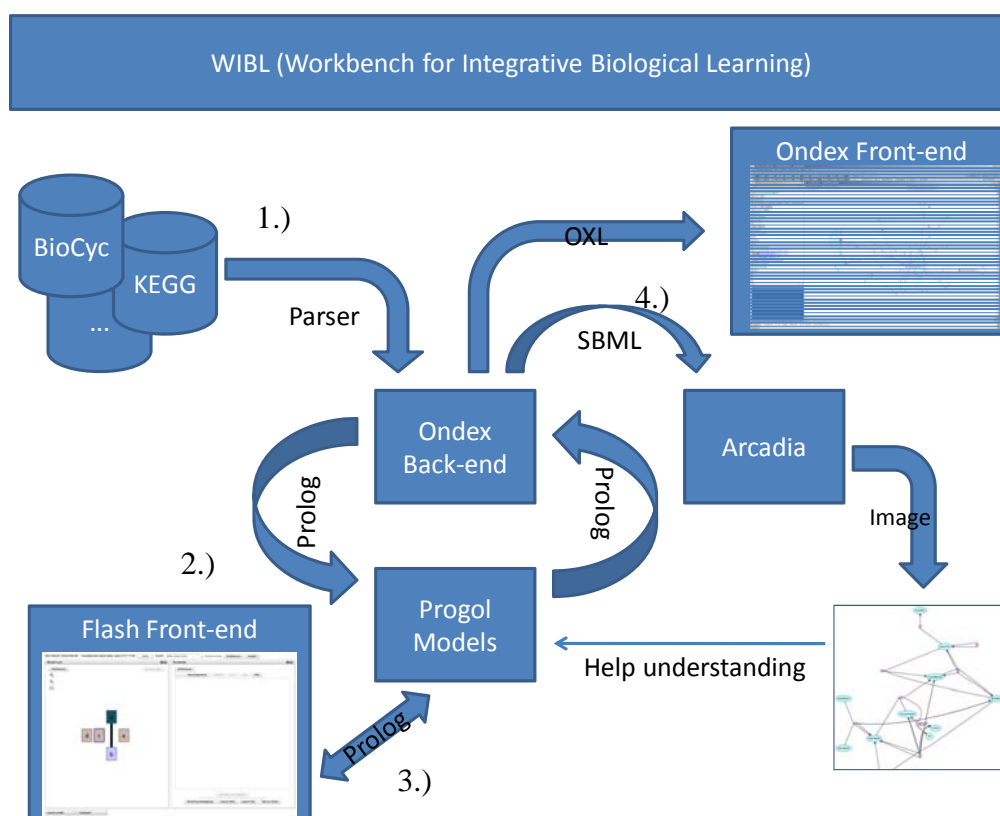 WIBL (Workbench for Integrative Biological Learning)
Ondex Front-end
1.)
BioCyc
KEGG
...
Parser
OXL
4.)
SBML
Ondex
Back-end
Arcadia
Prolog
Prolog
Image
2.)
Progol
Models
Flash Front-end
Help understanding
Prolog
3.)